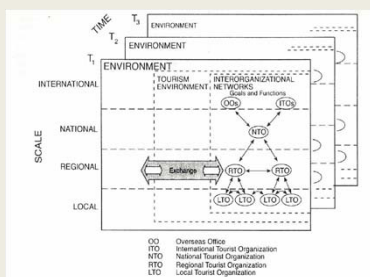 TIME
T3
ENVIRONMENT
T2
ENVIRONMENT
T1
ENVIRONMENT
TOURISM ENVIRONMENT
INTERORGANIZATIONAL NETWORKS
Goals and Functions
SCALE
INTERNATIONAL
OOs
ITOs
NATIONAL
NTO
REGIONAL
Exchange
RTO
RTO
LOCAL
LTO
LTO
LTO
LTO
OO Overseas Office
ITO International Tourist Organization
NTO National Tourist Organization
RTO Regional Tourist Organization
LTO Local Tourist Organization